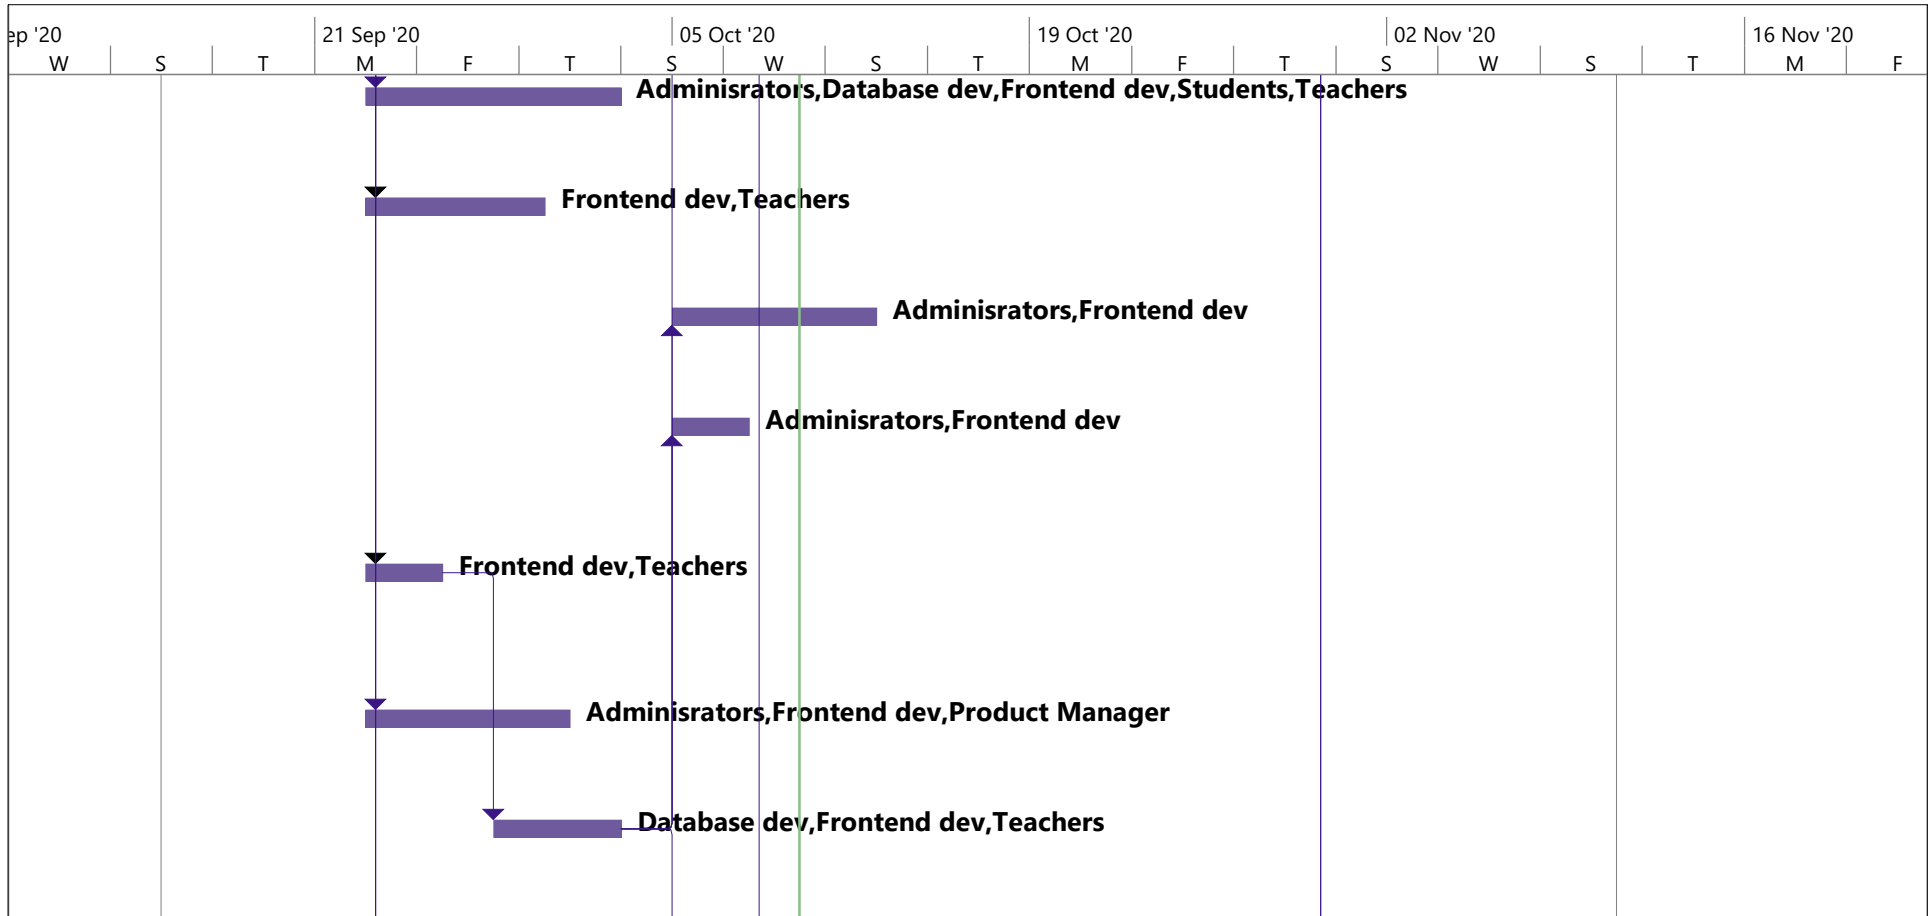 ep '20 21 Sep '20 05 Oct '20 19 Oct '20 02 Nov '20 16 Nov '20
W S T M F T S W S T M F T S W S T M F
Adminisrators,Database dev,Frontend dev,Students,Teachers
Frontend dev,Teachers
Adminisrators,Frontend dev
Adminisrators,Frontend dev
Frontend dev,Teachers
Adminisrators,Frontend dev,Product Manager
Database dev,Frontend dev,Teachers